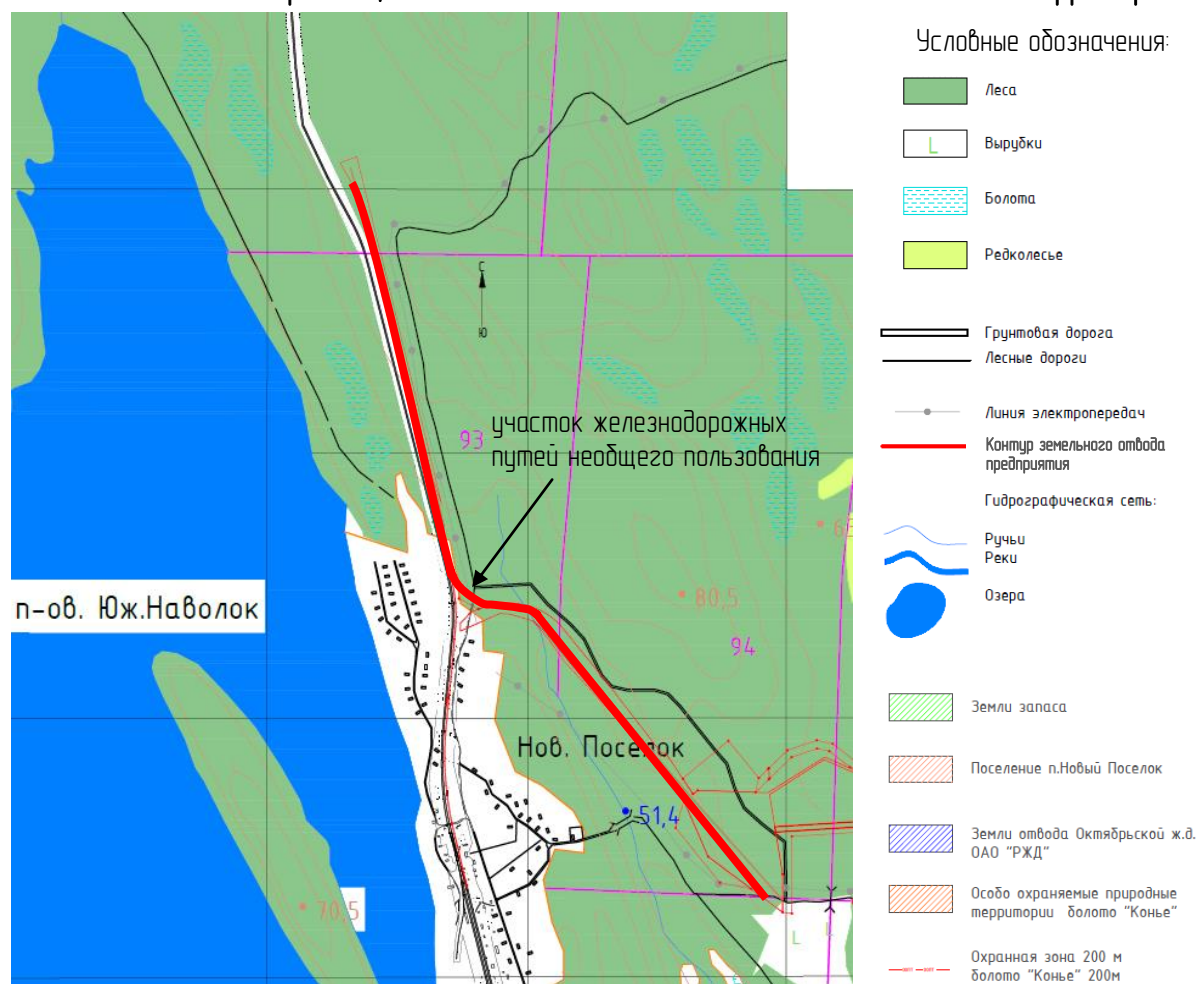 Условные обозначения:
Леса
L
Вырубки
Болота
Редколесье
Грунтовая дорога
Лесные дороги
Линия электропередач
Контур земельного отвода
предприятия
Гидрографическая сеть:
Ручьи
Реки
Озера
Земли запаса
Поселение п.Новый Поселок
Земли отвода Октябрьской ж.д.
ОАО "РЖД"
Особо охраняемые природные
территории болото "Конье"
Охранная зона 200 м
болото "Конье" 200м
С
Ю
93
участок железнодорожных
путей необщего пользования
п-ов. Юж.Наволок
80,5
94
Нов. Поселок
51,4
70,5
L
L